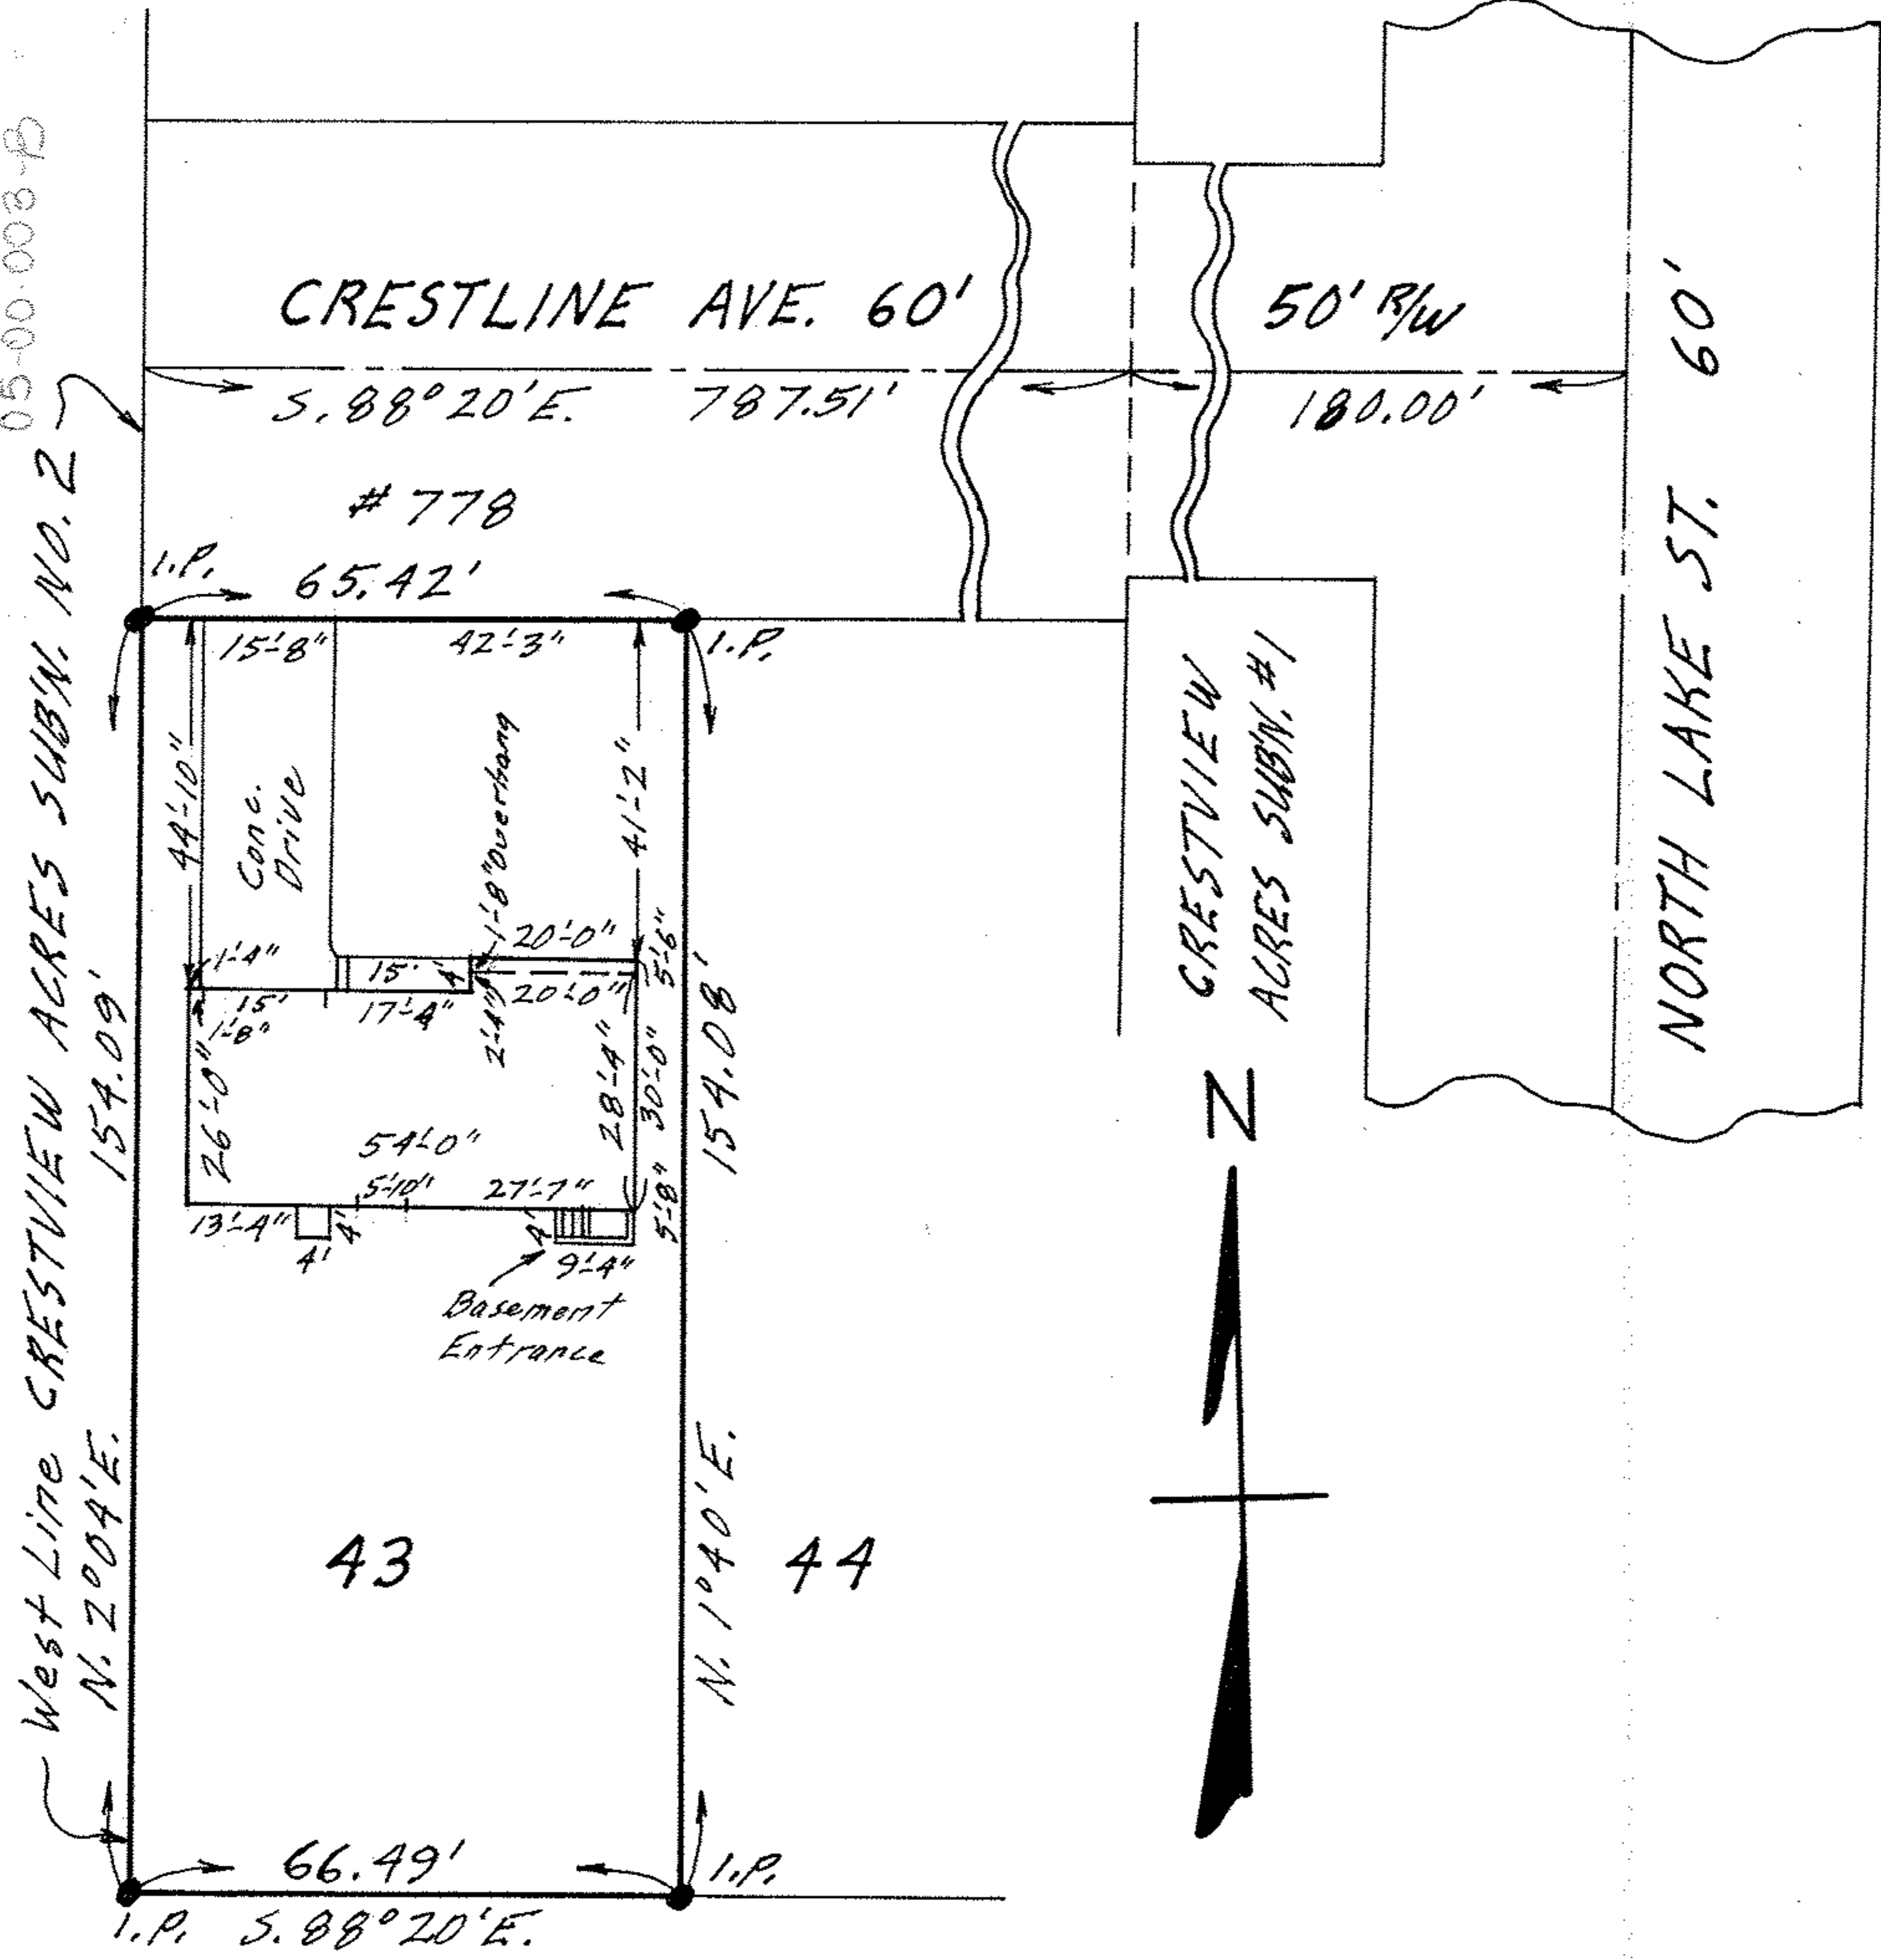 05-00-003-B
CRESTLINE AVE. 60'
50' R/W
S. 88° 20' E. 787.51'
180.00'
NORTH LAKE ST. 60'
# 778
I.P.
65.42'
I.P.
15'-8"
42'-3"
44'-10"
Conc.
Drive
1'-8" Overhang
41'-2"
CRESTVIEW
ACRES SUB'N. #1
West Line CRESTVIEW ACRES SUB'N. NO. 2
154.09'
N. 2° 04' E.
1'-4"
15'
4'
20'-0"
5'-6"
15'
17'-4"
20'-0"
1'-8"
2'-4"
26'-0"
28'-4"
30'-0"
154.08'
N
54'-0"
5'-10"
27'-7"
5'-8"
13'-4"
4'
4'
4'
9'-4"
Basement
Entrance
N. 1° 40' E.
43
44
66.49'
I.P.
I.P. S. 88° 20' E.